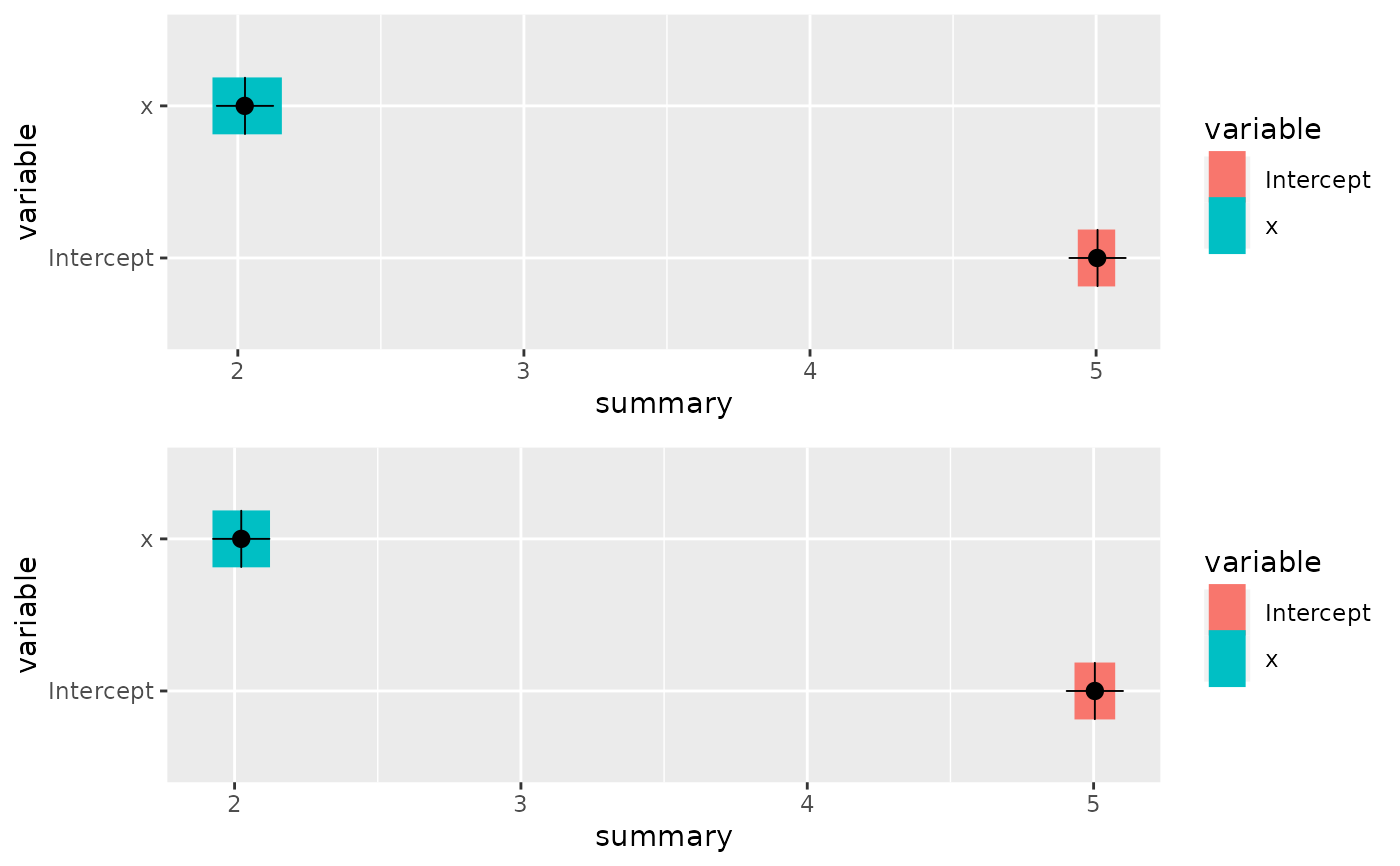 variable
x
Intercept
2 3 4 5
summary
variable
Intercept
x
variable
x
Intercept
2 3 4 5
summary
variable
Intercept
x